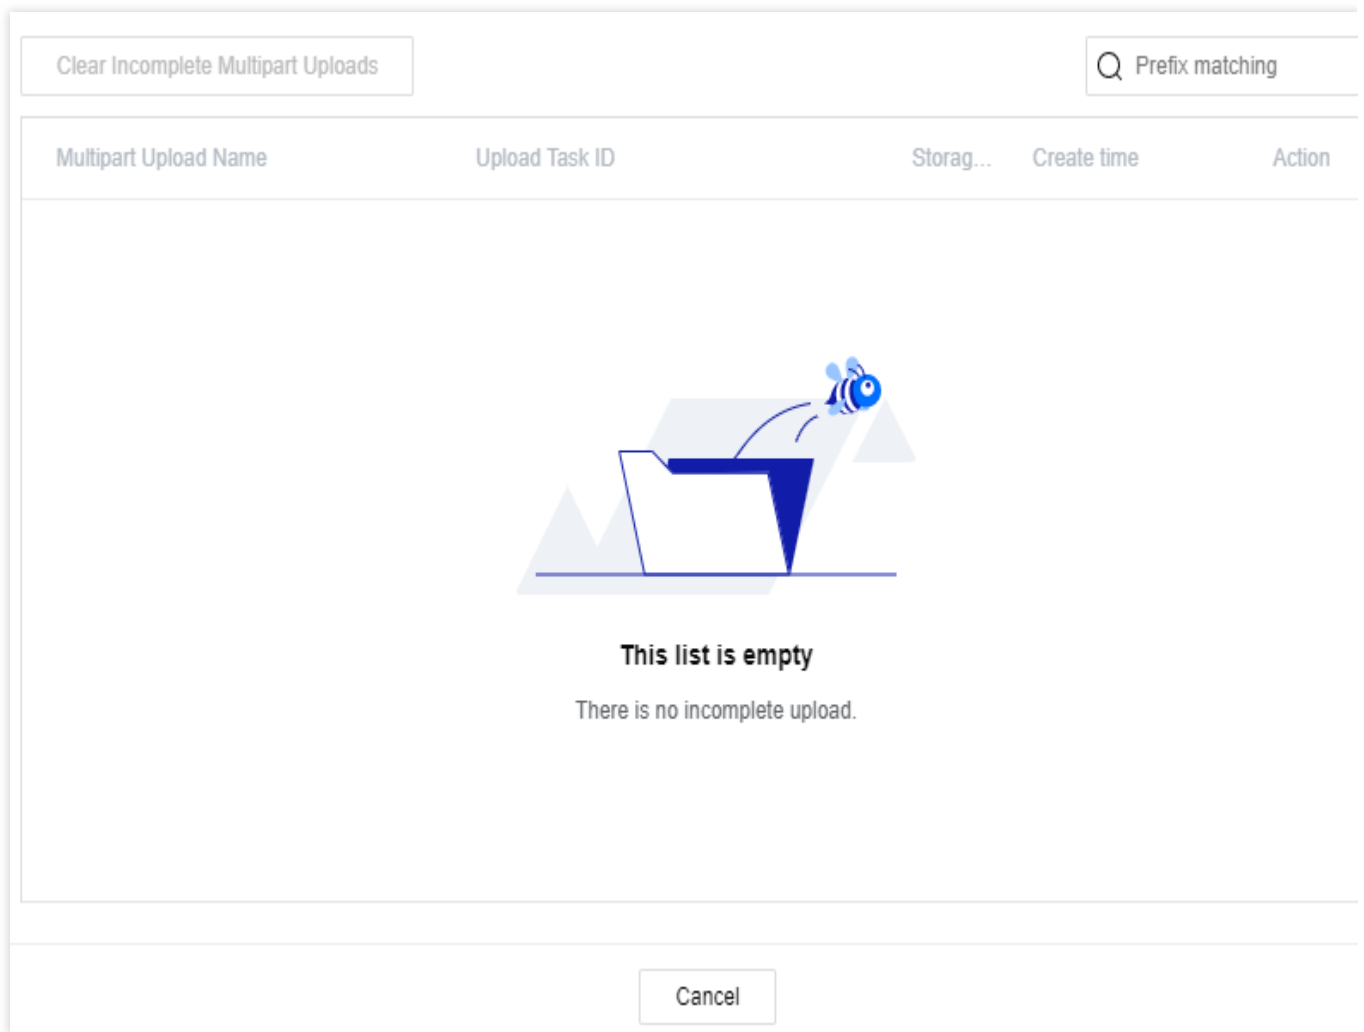 Clear Incomplete Multipart Uploads
Prefix matching
Multipart Upload Name Upload Task ID Storag... Create time Action
This list is empty
There is no incomplete upload.
Cancel